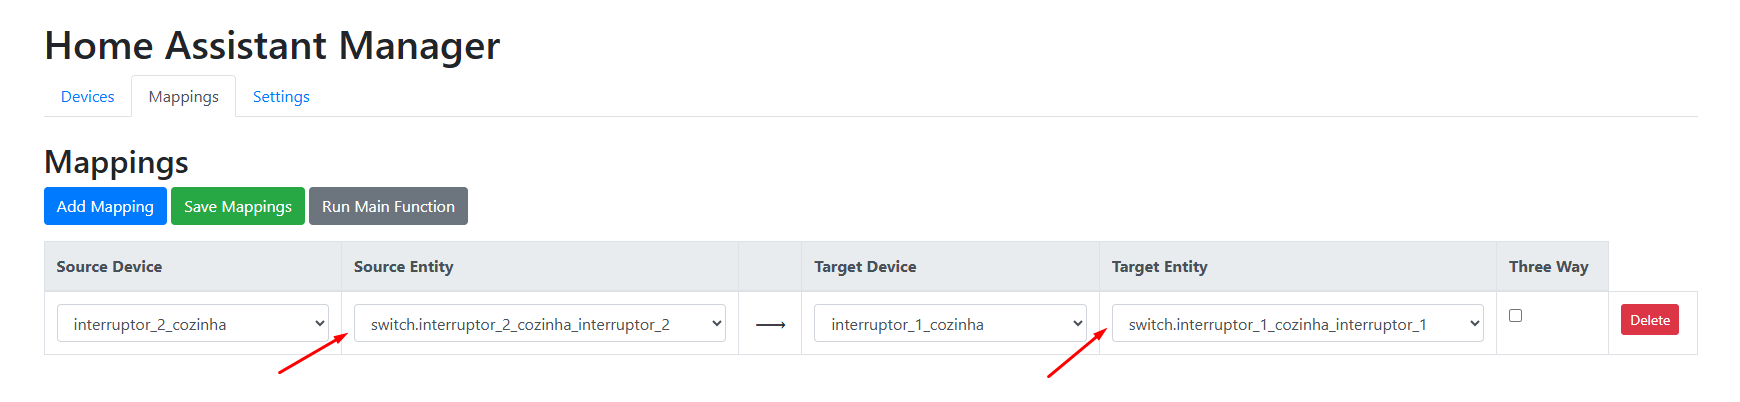 Home Assistant Manager
Devices Mappings Settings
Mappings
Add Mapping Save Mappings Run Main Function
Source Device Source Entity Target Device Target Entity Three Way
interruptor_2_cozinha switch.interruptor_2_cozinha_interruptor_2 ⟶ interruptor_1_cozinha switch.interruptor_1_cozinha_interruptor_1 Delete